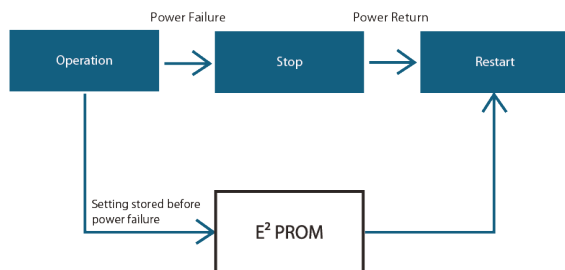 Power Failure
Power Return
Operation
Stop
Restart
Setting stored before
power failure
E² PROM